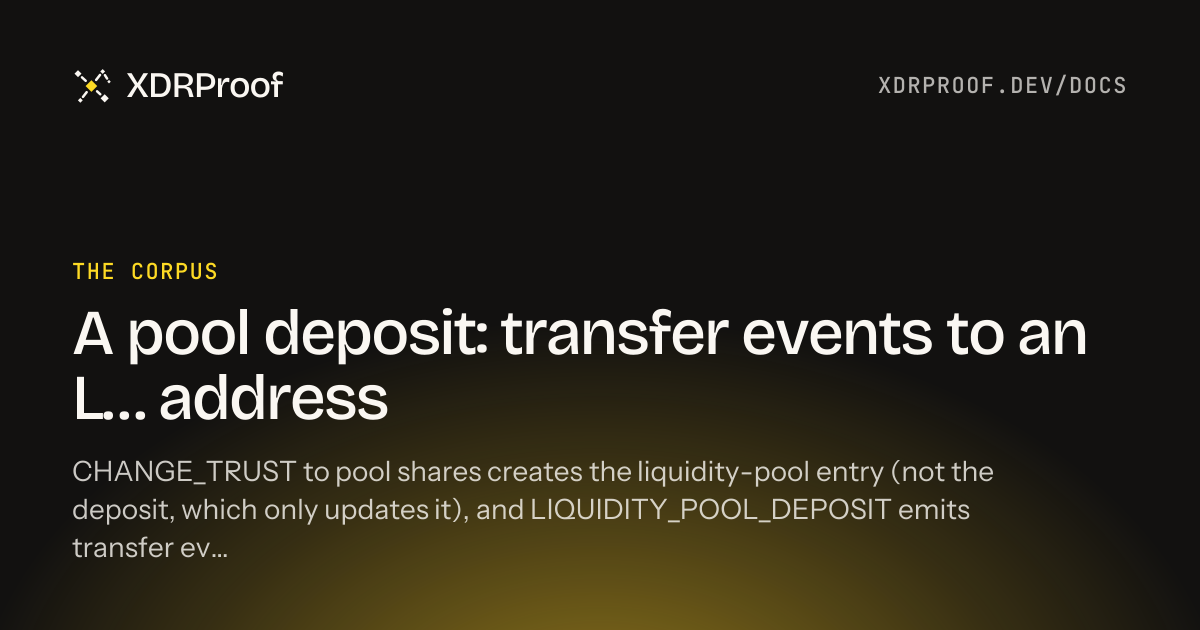 XDRProof
XDRPROOF.DEV/DOCS
THE CORPUS
A pool deposit: transfer events to an
L… address
CHANGE_TRUST to pool shares creates the liquidity-pool entry (not the
deposit, which only updates it), and LIQUIDITY_POOL_DEPOSIT emits
transfer ev…